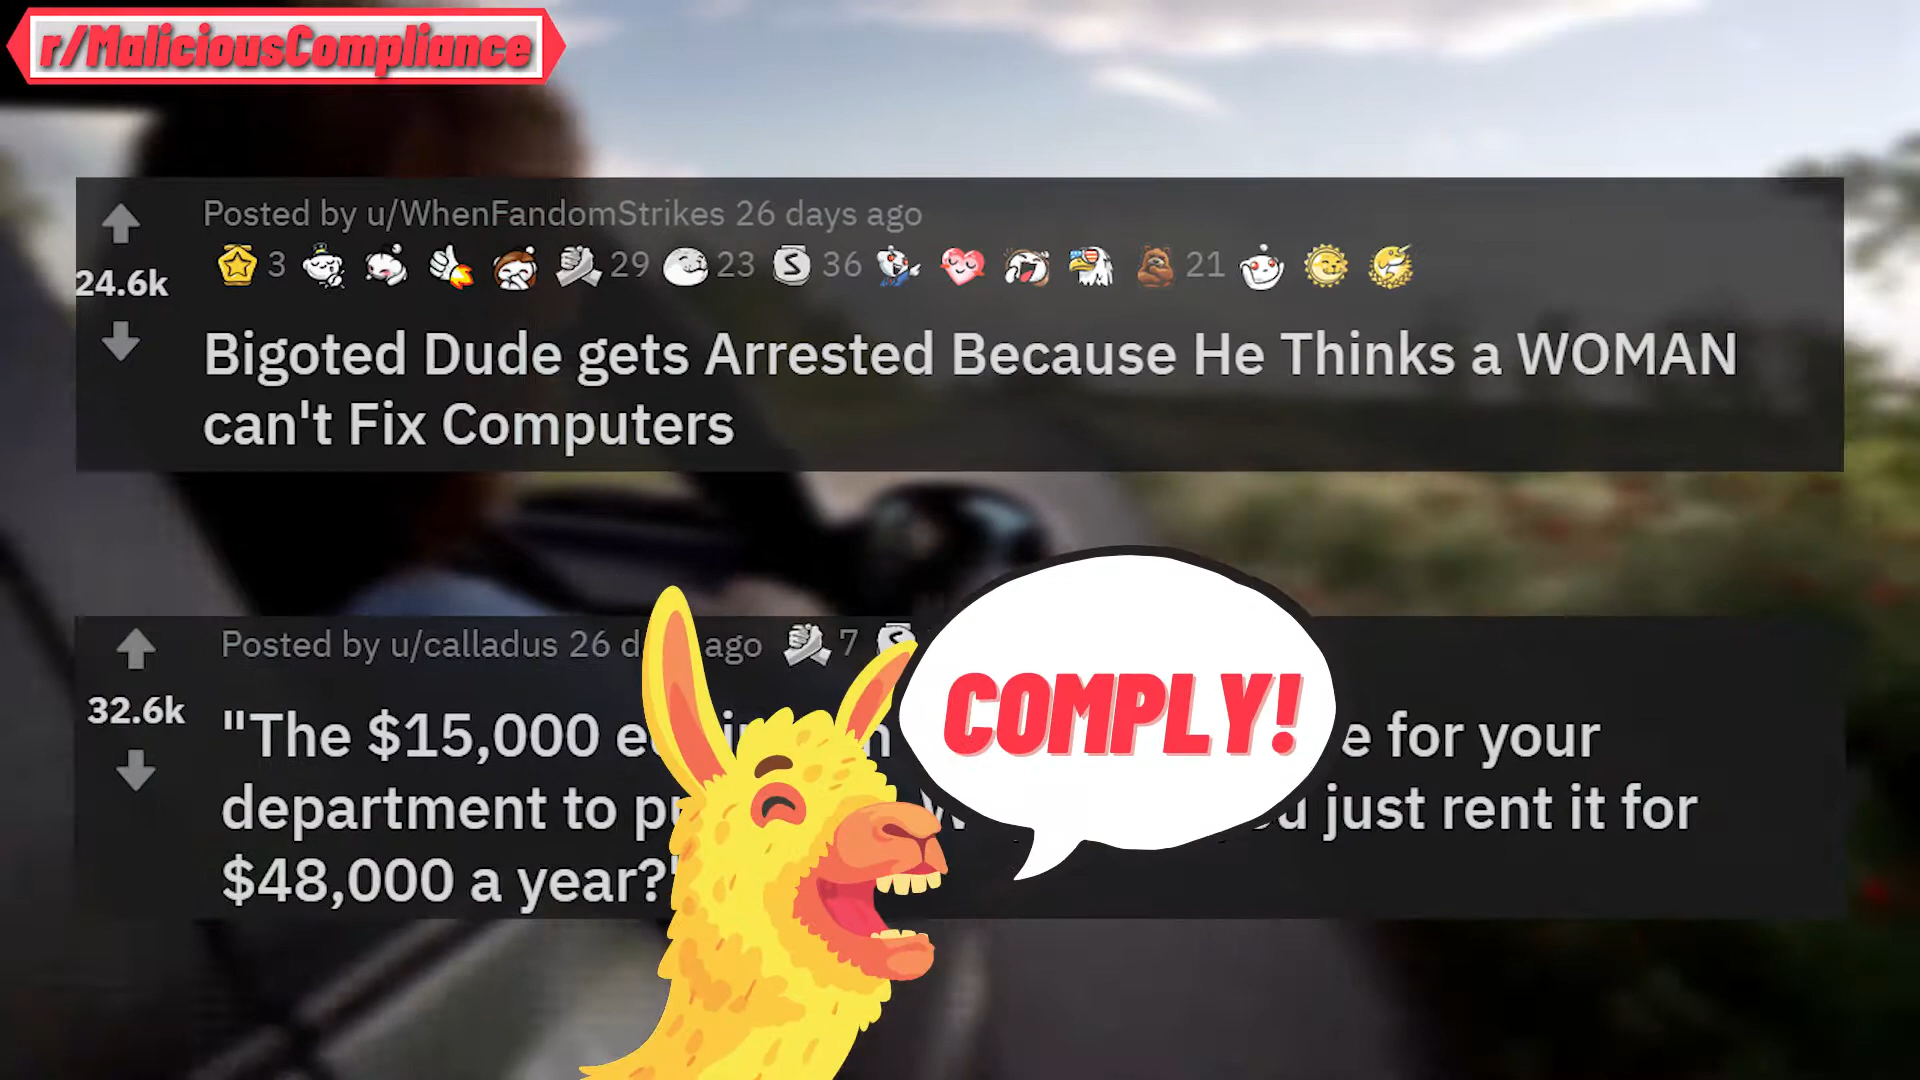 r/MaliciousCompliance
Posted by u/WhenFandomStrikes 26 days ago
3 29 23 36 21
24.6k
Bigoted Dude gets Arrested Because He Thinks a WOMAN
can't Fix Computers
Posted by u/calladus 26 ago 7
32.6k
COMPLY!
"The $15,000 for your
department to just rent it for
$48,000 a year?